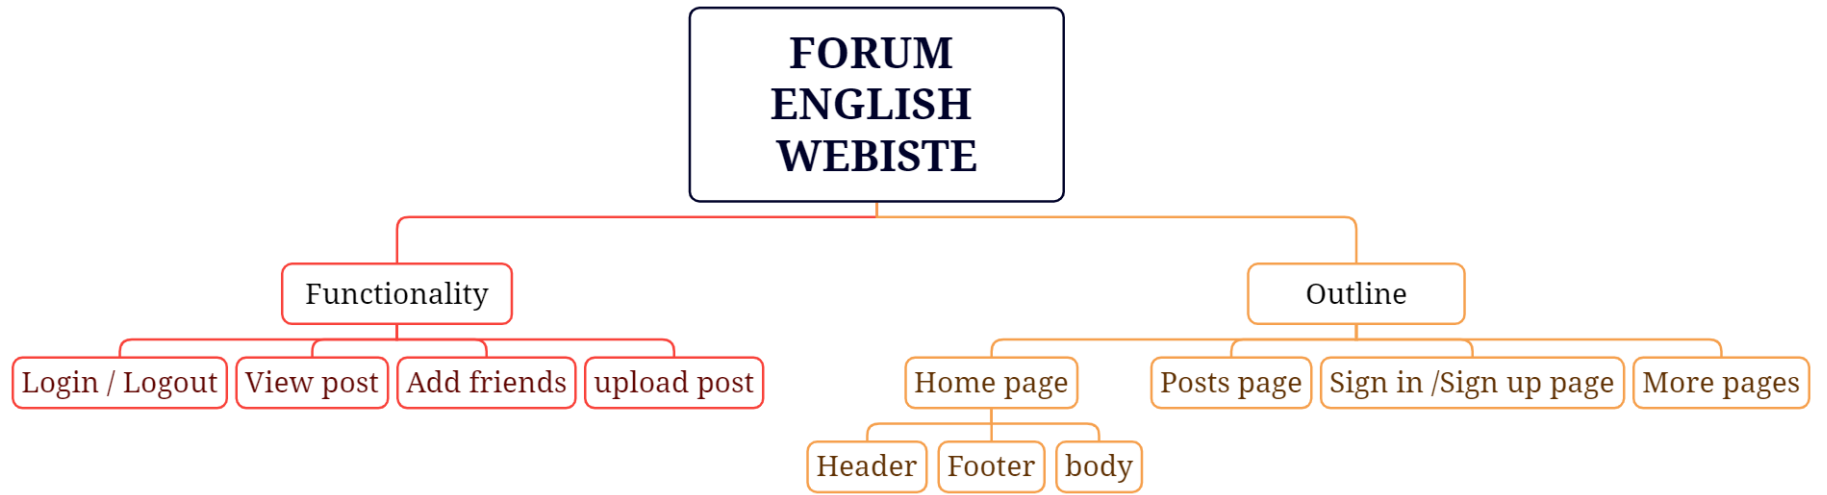 FORUM
ENGLISH
WEBISTE
Functionality
Outline
Login / Logout
View post
Add friends
upload post
Home page
Posts page
Sign in /Sign up page
More pages
Header
Footer
body